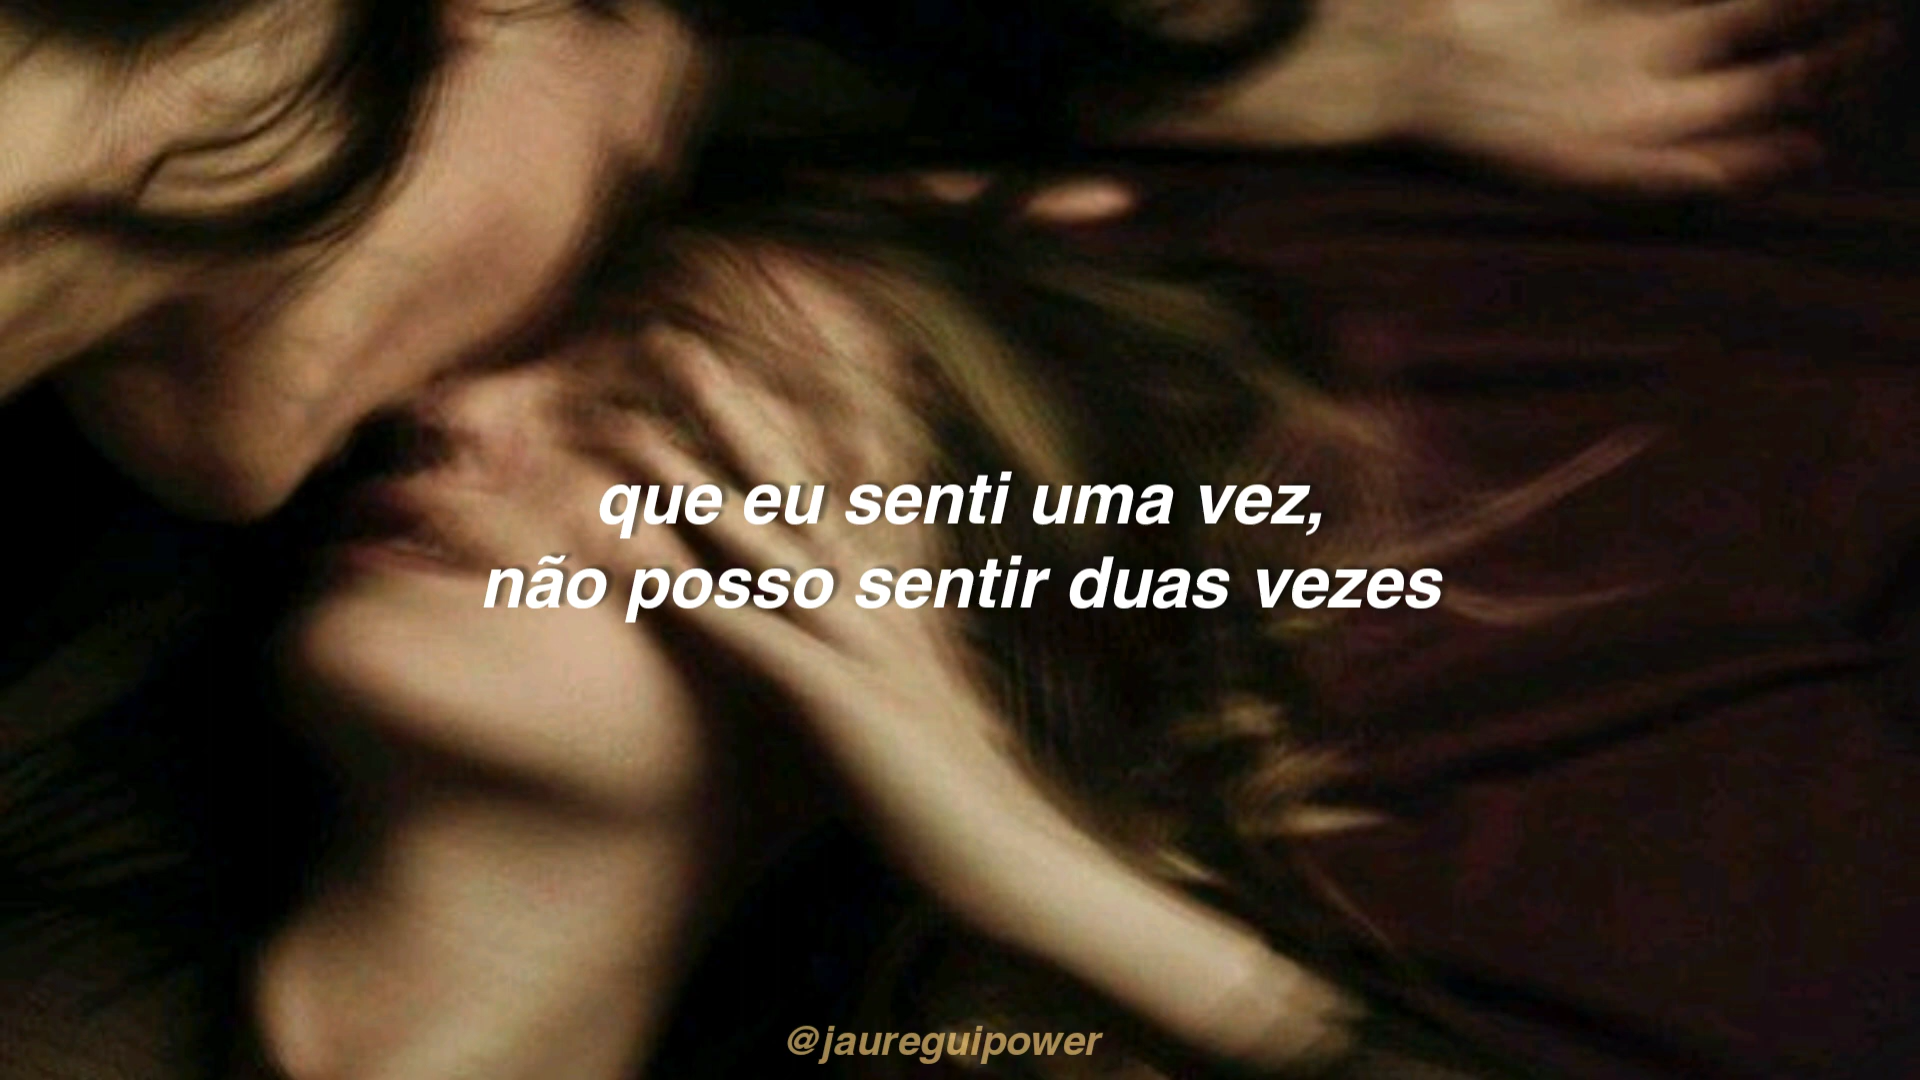 que eu senti uma vez,
não posso sentir duas vezes
@jaureguipower